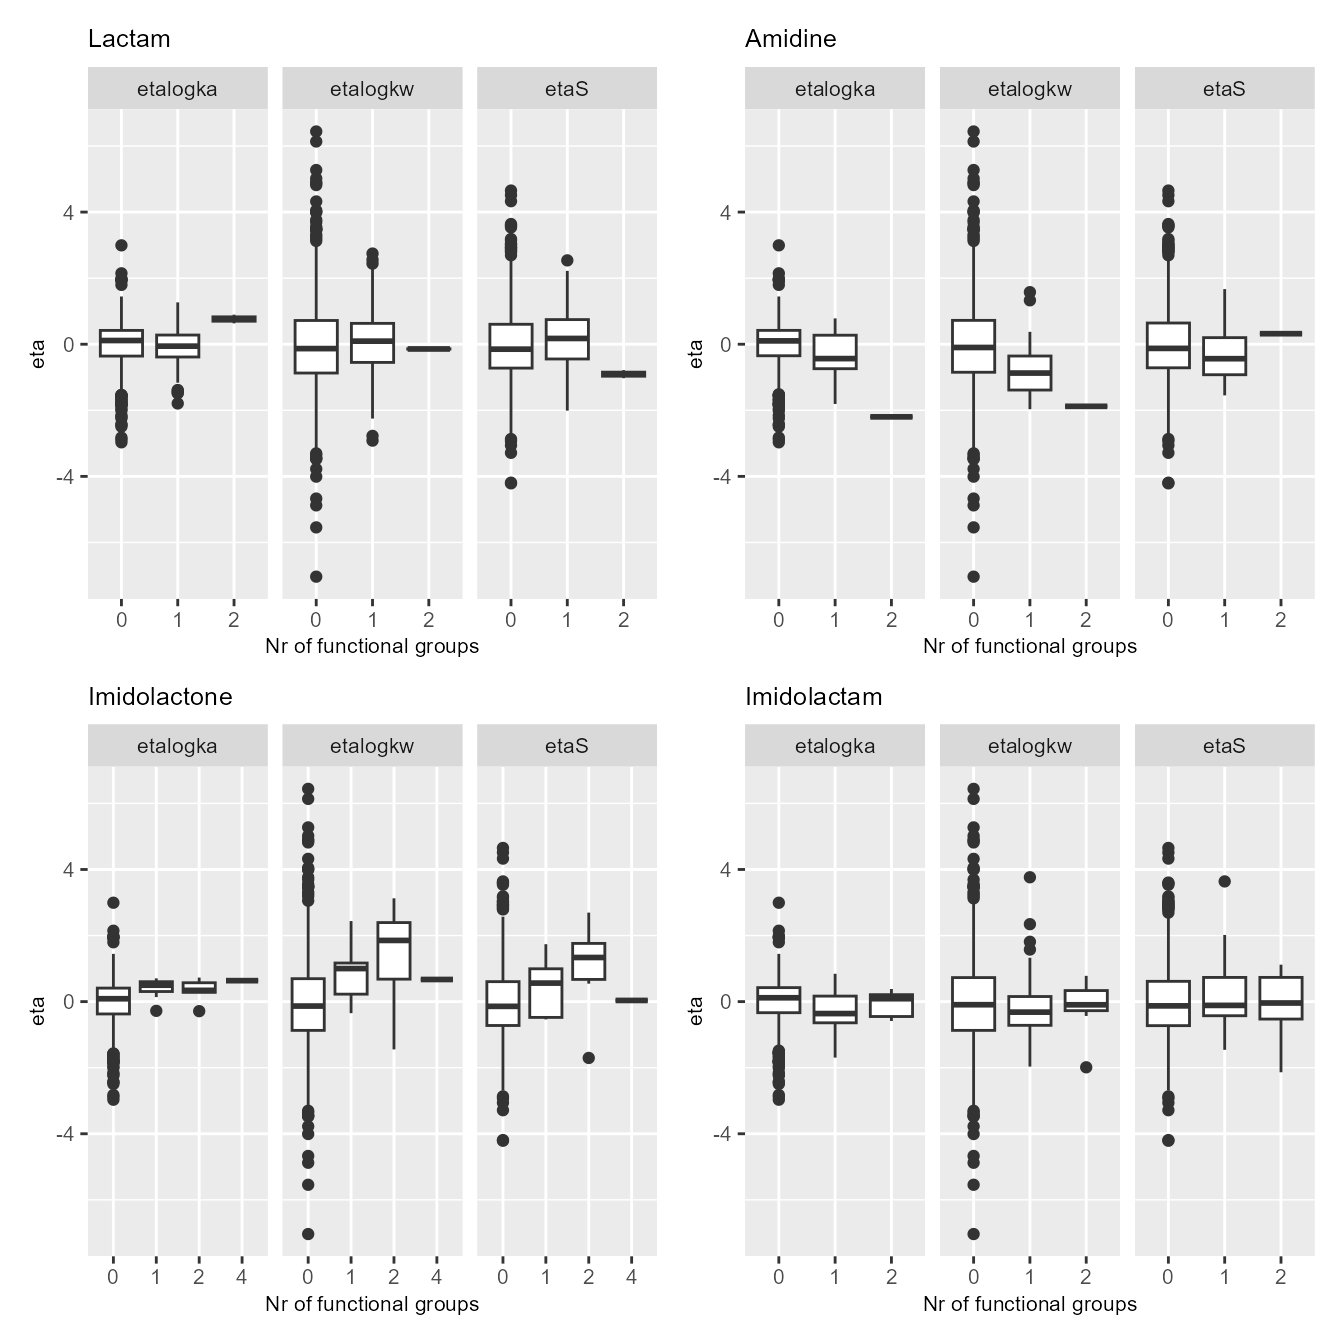 Lactam
etalogka etalogkw etaS
eta
4
0
-4
0 1 2 0 1 2 0 1 2
Nr of functional groups
Amidine
etalogka etalogkw etaS
eta
4
0
-4
0 1 2 0 1 2 0 1 2
Nr of functional groups
Imidolactone
etalogka etalogkw etaS
eta
4
0
-4
0 1 2 4 0 1 2 4 0 1 2 4
Nr of functional groups
Imidolactam
etalogka etalogkw etaS
eta
4
0
-4
0 1 2 0 1 2 0 1 2
Nr of functional groups